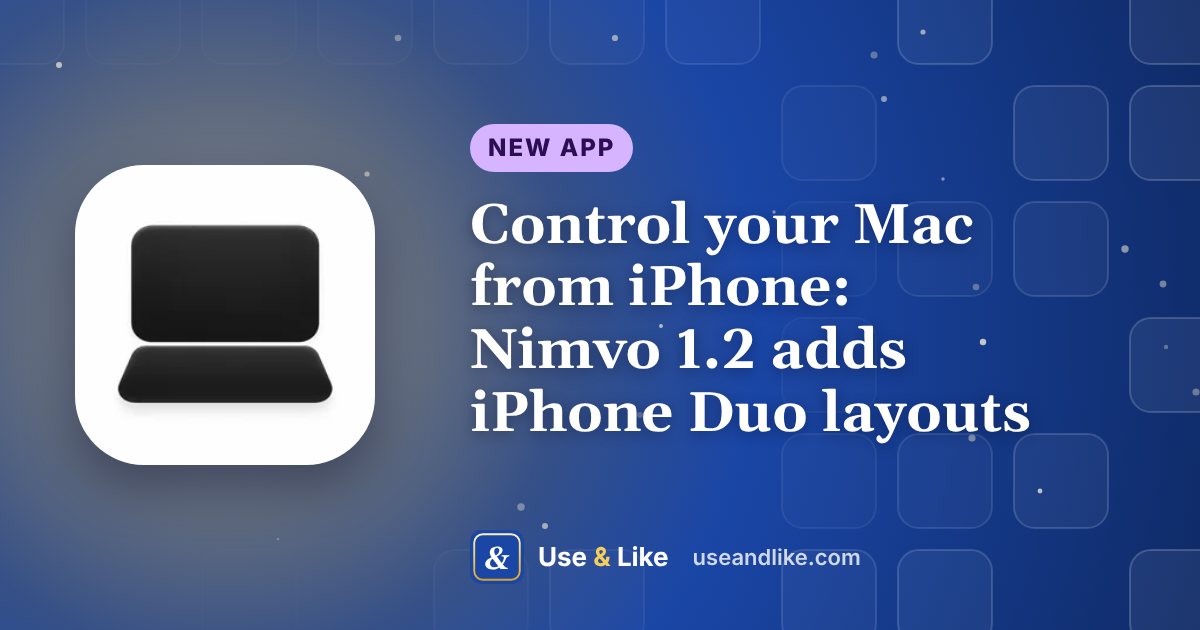 NEW APP
Control your Mac
from iPhone:
Nimvo 1.2 adds
iPhone Duo layouts
& Use & Like useandlike.com